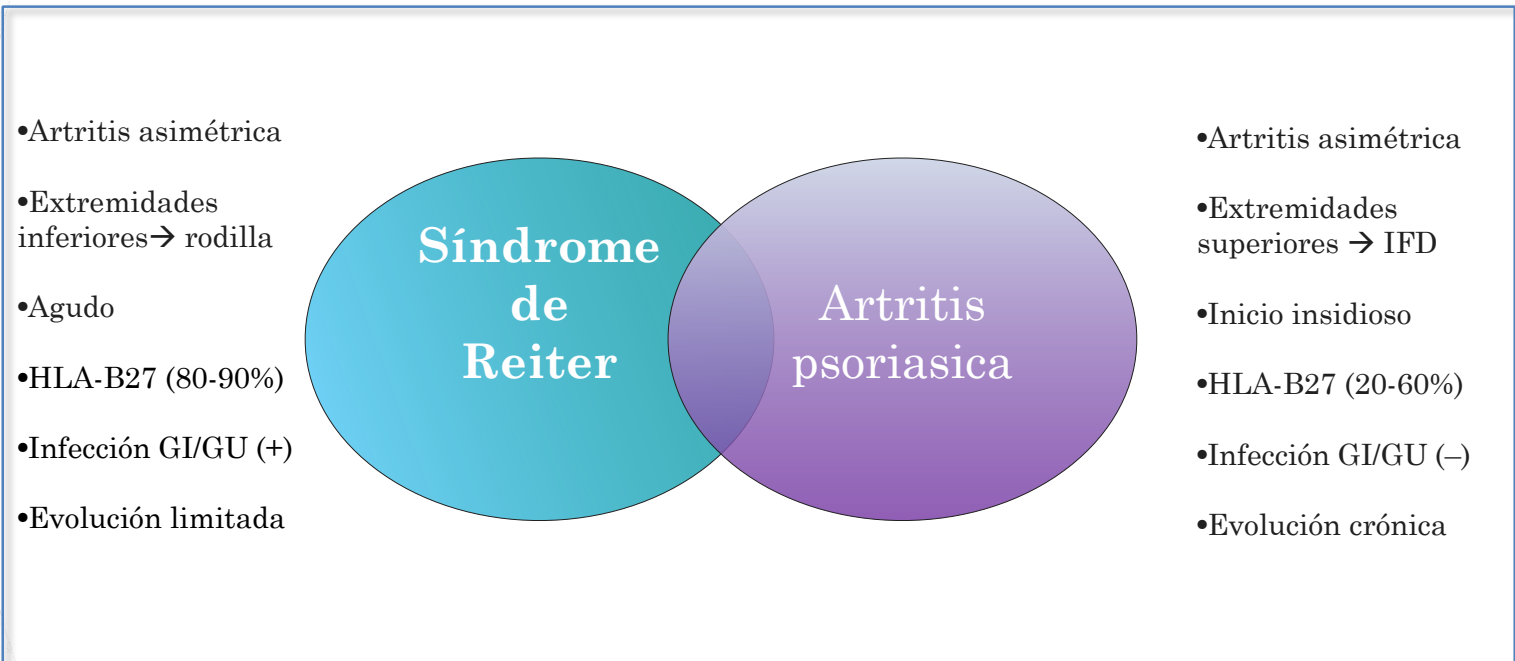 •Artritis asimétrica
•Extremidades
inferiores→ rodilla
•Agudo
•HLA-B27 (80-90%)
•Infección GI/GU (+)
•Evolución limitada
Síndrome
de
Reiter
Artritis
psoriasica
•Artritis asimétrica
•Extremidades
superiores → IFD
•Inicio insidioso
•HLA-B27 (20-60%)
•Infección GI/GU (–)
•Evolución crónica